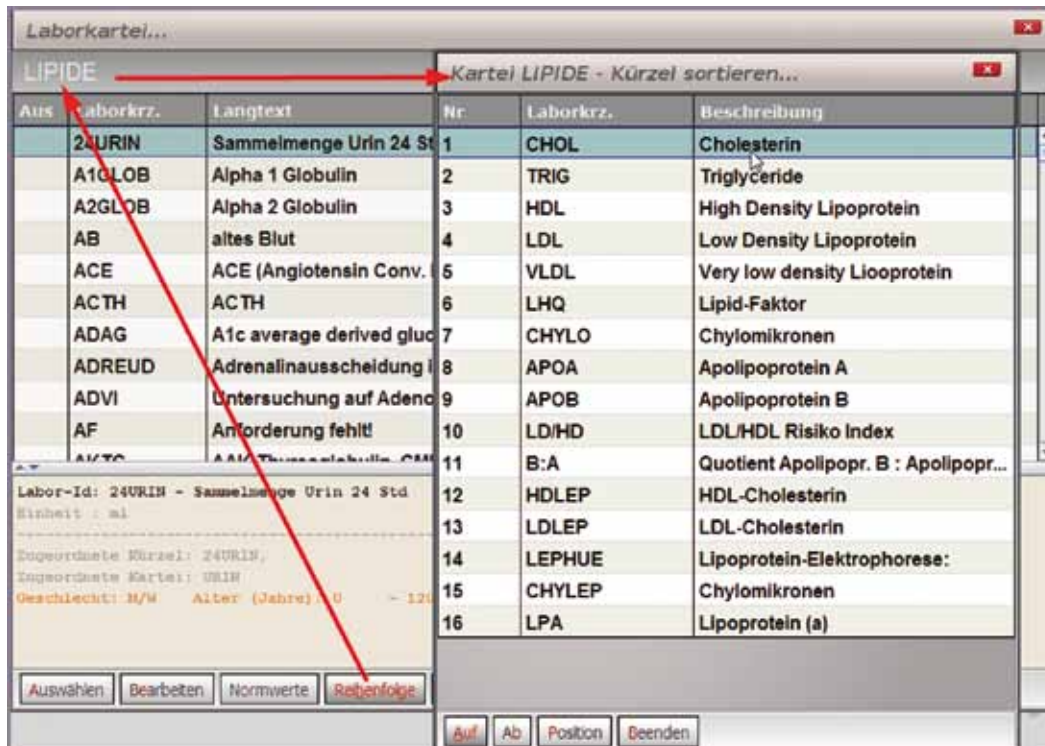 Laborkartei...
LIPIDE
Aus Laborkrz. Langtext
24URIN Sammelmenge Urin 24 St
A1GLOB Alpha 1 Globulin
A2GLOB Alpha 2 Globulin
AB altes Blut
ACE ACE (Angiotensin Conv.
ACTH ACTH
ADAG A1c average derived gluc
ADREUD Adrenalinausscheidung i
ADVI Untersuchung auf Adeno
AF Anforderung fehlt!
Labor-Id: 24URIN - Sammelmenge Urin 24 Std
Einheit : ml
Zugeordnete Kürzel: 24URIN,
Zugeordnete Kartei: URIN
Geschlecht: M/W Alter (Jahre): 0 - 120
Auswählen Bearbeiten Normwerte Reihenfolge
Kartei LIPIDE - Kürzel sortieren...
Nr Laborkrz. Beschreibung
1 CHOL Cholesterin
2 TRIG Triglyceride
3 HDL High Density Lipoprotein
4 LDL Low Density Lipoprotein
5 VLDL Very low density Liooprotein
6 LHQ Lipid-Faktor
7 CHYLO Chylomikronen
8 APOA Apolipoprotein A
9 APOB Apolipoprotein B
10 LD/HD LDL/HDL Risiko Index
11 B:A Quotient Apolipopr. B : Apolipopr...
12 HDLEP HDL-Cholesterin
13 LDLEP LDL-Cholesterin
14 LEPHUE Lipoprotein-Elektrophorese:
15 CHYLEP Chylomikronen
16 LPA Lipoprotein (a)
Auf Ab Position Beenden